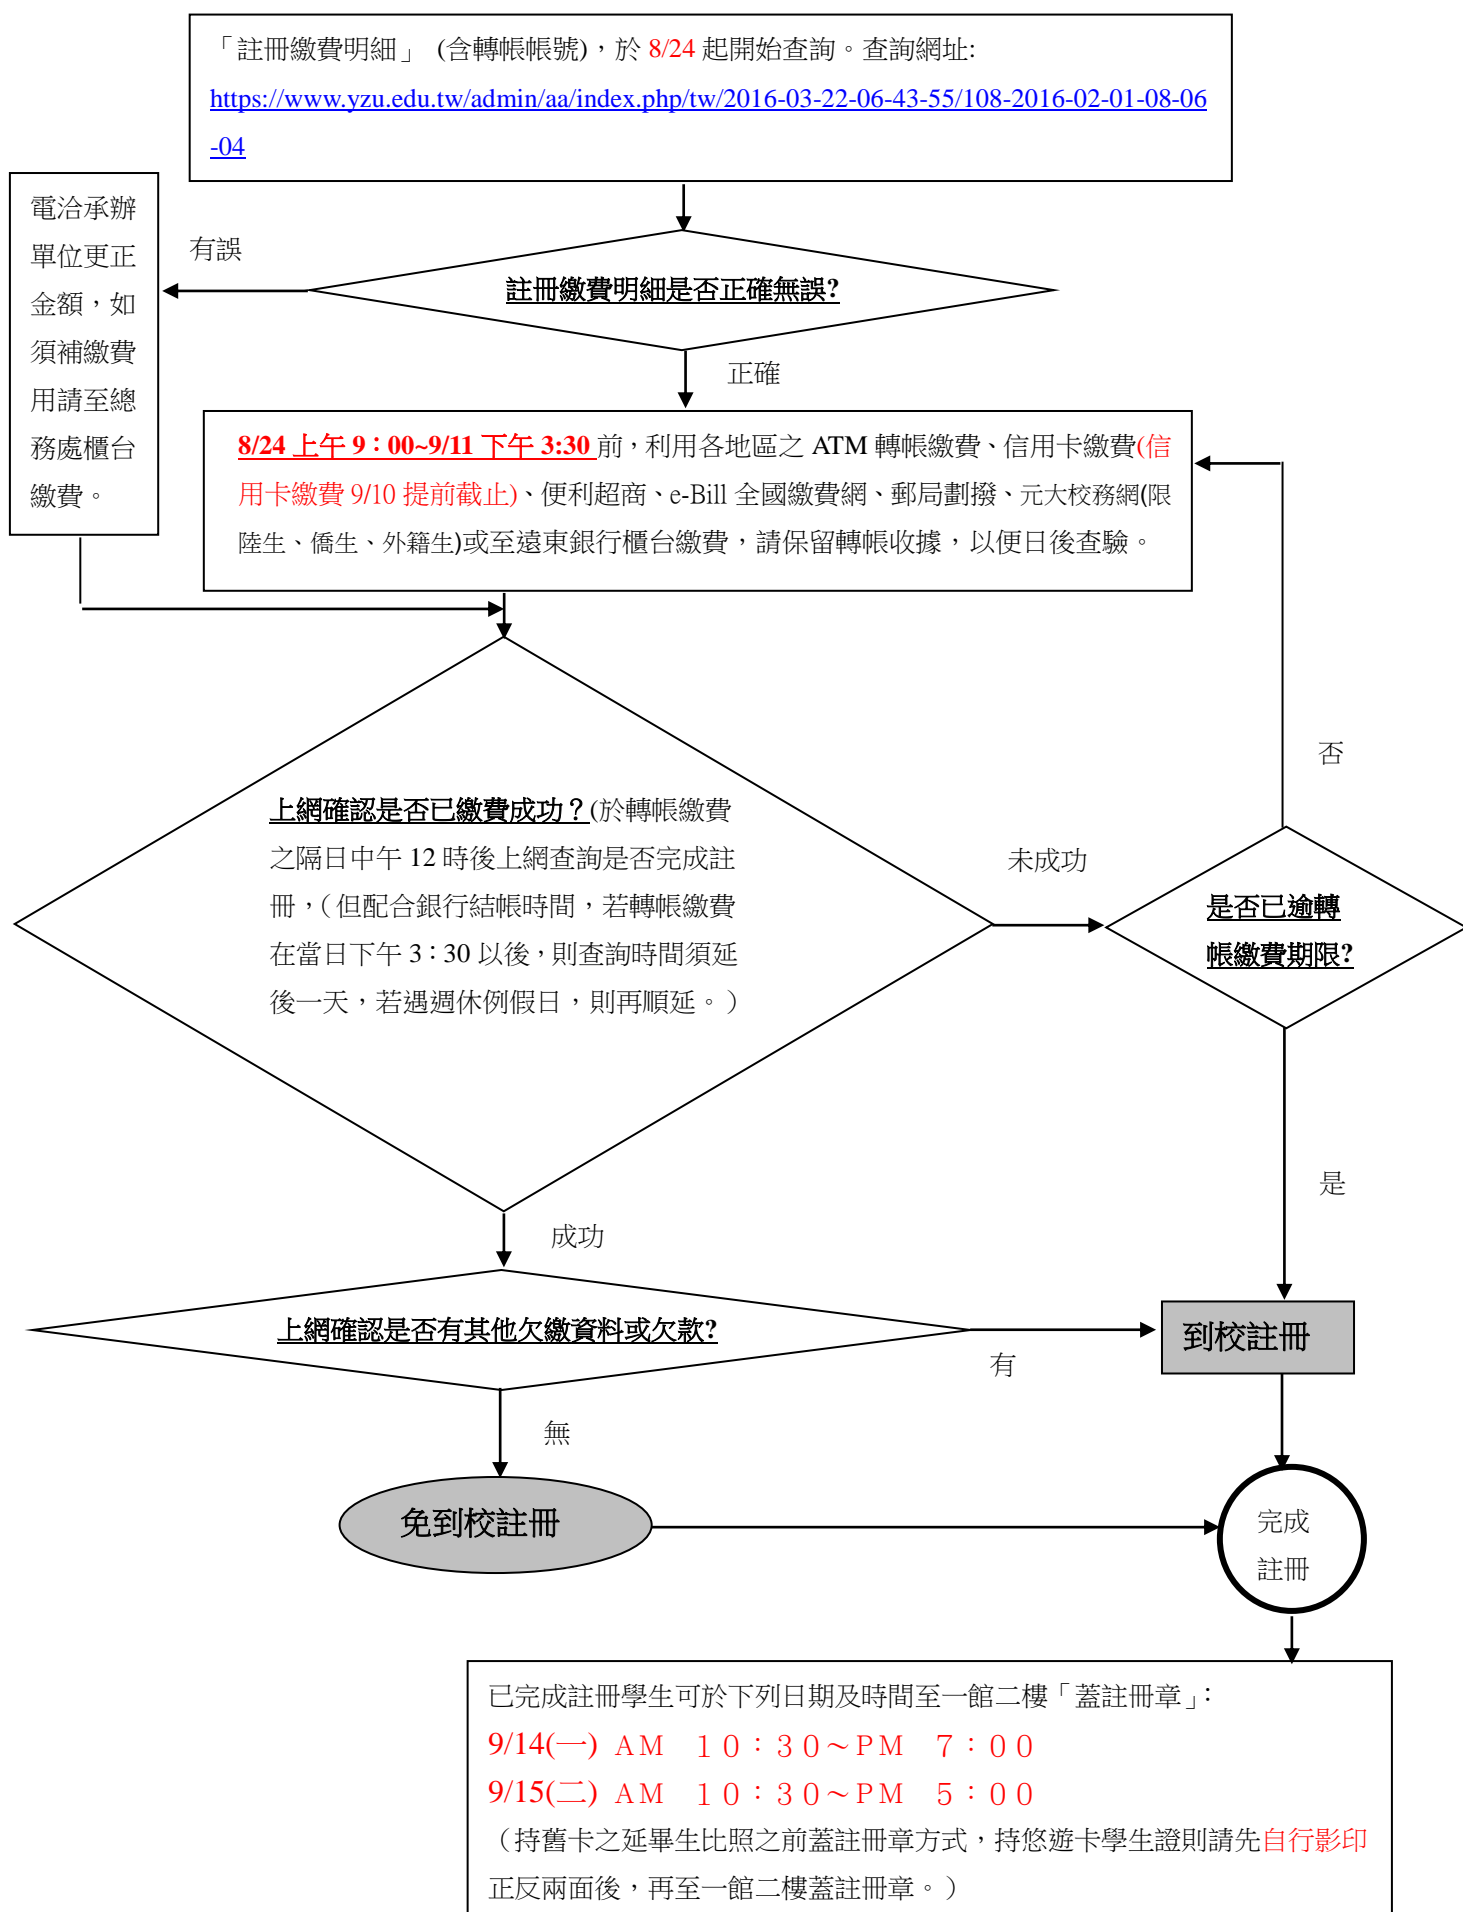 「註冊繳費明細」 (含轉帳帳號)，於 8/24 起開始查詢。查詢網址:
https://www.yzu.edu.tw/admin/aa/index.php/tw/2016-03-22-06-43-55/108-2016-02-01-08-06
-04
電洽承辦
單位更正
金額，如
須補繳費
用請至總
務處櫃台
繳費。
有誤
註冊繳費明細是否正確無誤?
正確
8/24 上午 9：00~9/11 下午 3:30 前，利用各地區之 ATM 轉帳繳費、信用卡繳費(信
用卡繳費 9/10 提前截止)、便利超商、e-Bill 全國繳費網、郵局劃撥、元大校務網(限
陸生、僑生、外籍生)或至遠東銀行櫃台繳費，請保留轉帳收據，以便日後查驗。
否
上網確認是否已繳費成功？(於轉帳繳費
之隔日中午 12 時後上網查詢是否完成註
冊，（但配合銀行結帳時間，若轉帳繳費
在當日下午 3：30 以後，則查詢時間須延
後一天，若遇週休例假日，則再順延。）
未成功
是否已逾轉
帳繳費期限?
是
成功
上網確認是否有其他欠繳資料或欠款?
有
到校註冊
無
免到校註冊
完成
註冊
已完成註冊學生可於下列日期及時間至一館二樓「蓋註冊章」：
9/14(一) ＡＭ　１０：３０～ＰＭ　７：００
9/15(二) ＡＭ　１０：３０～ＰＭ　５：００
（持舊卡之延畢生比照之前蓋註冊章方式，持悠遊卡學生證則請先自行影印
正反兩面後，再至一館二樓蓋註冊章。）